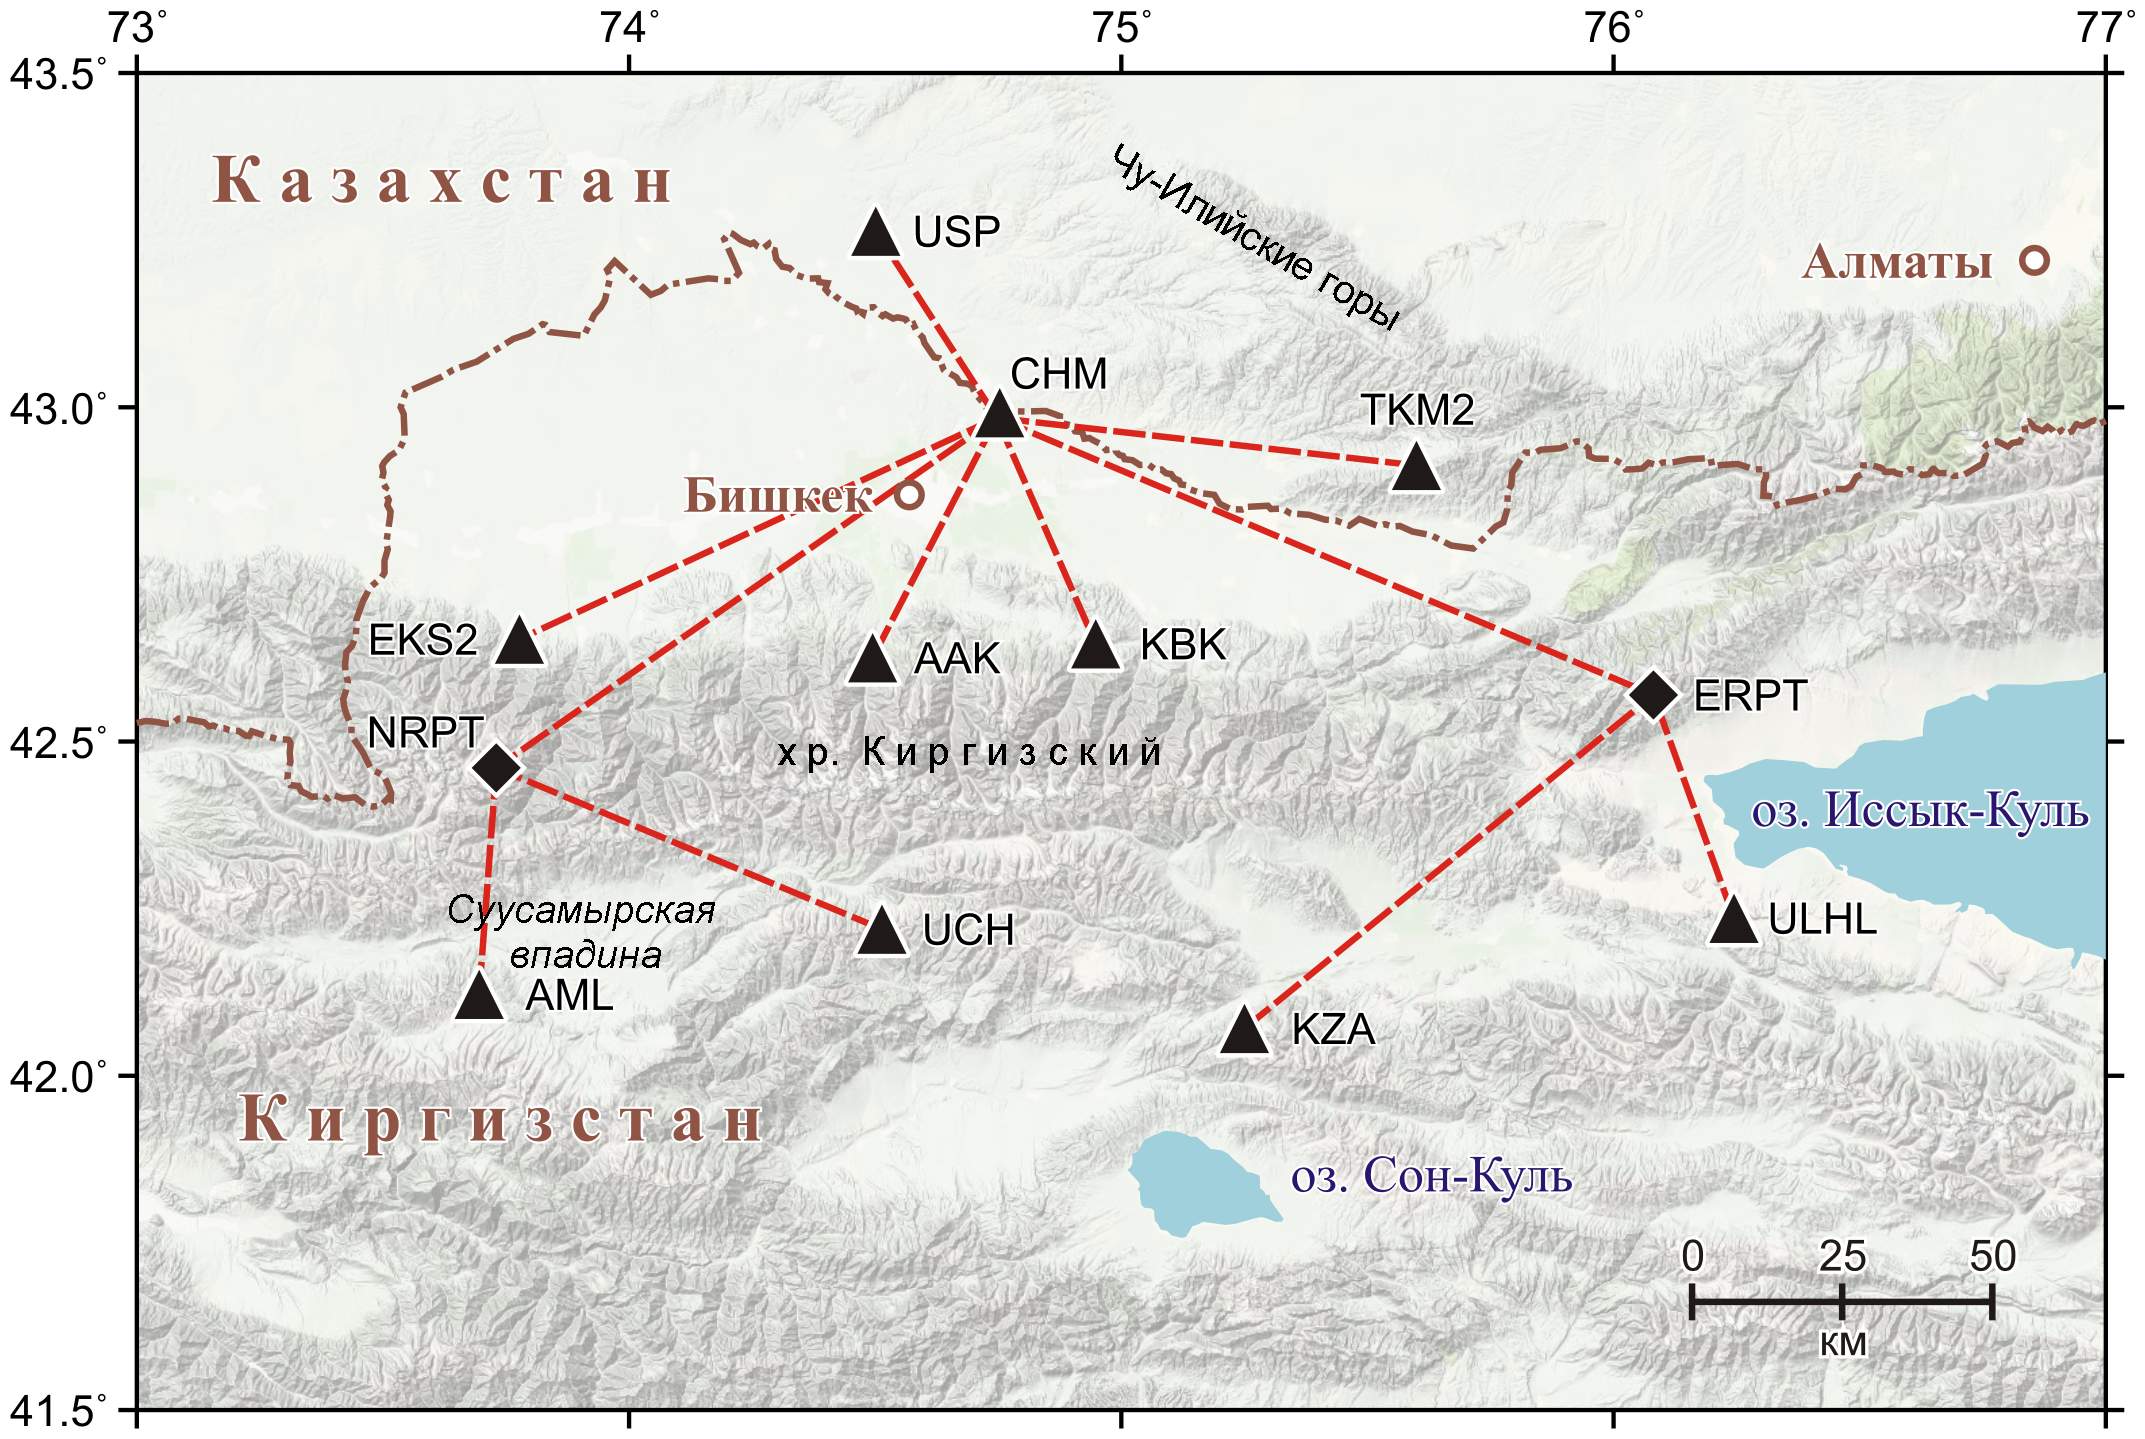 73° 74° 75° 76° 77°
43.5°
Казахстан
Чу-Илийские горы
USP
Алматы
CHM
43.0°
TKM2
Бишкек
EKS2
AAK
KBK
ERPT
NRPT
42.5°
хр. Киргизский
оз. Иссык-Куль
Суусамырская
впадина
UCH
ULHL
AML
KZA
42.0°
Киргизстан
оз. Сон-Куль
0 25 50
км
41.5°